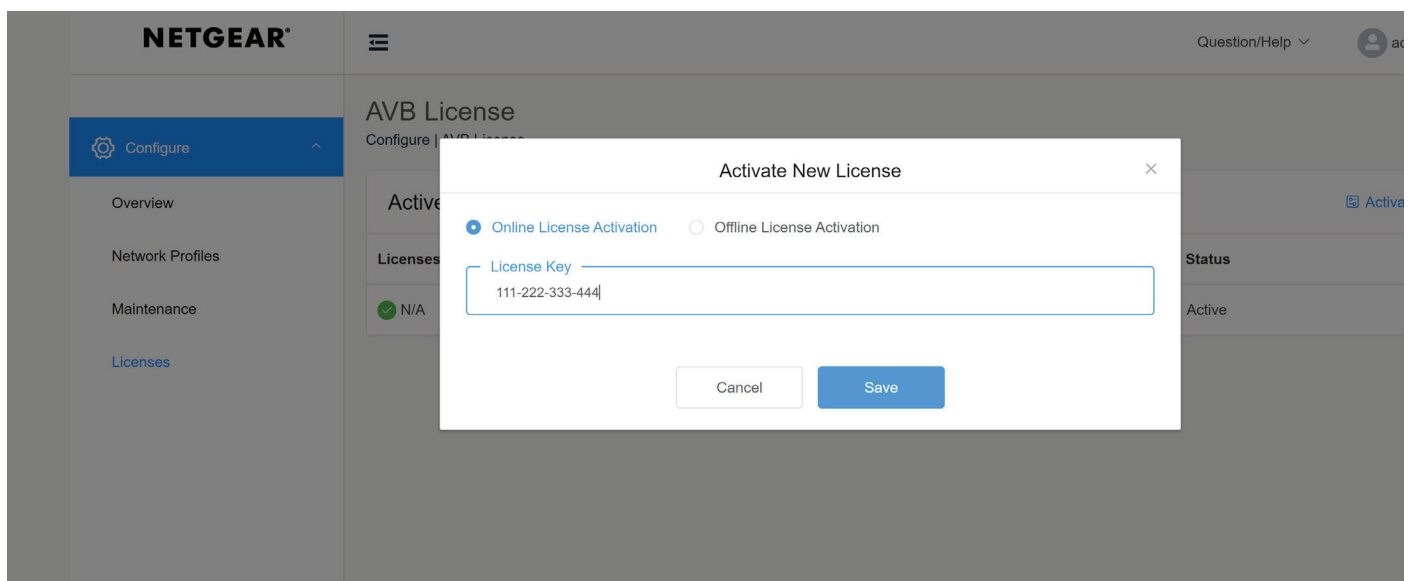 NETGEAR®
Question/Help
AVB License
Configure |
Configure
Activate New License
Overview
Online License Activation
Offline License Activation
Network Profiles
Licenses
License Key
Status
111-222-333-444
Maintenance
N/A
Active
Licenses
Cancel
Save